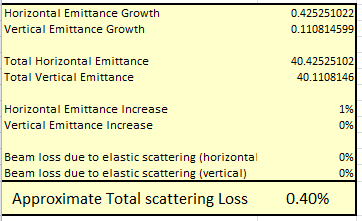 Horizontal Emittance Growth 0.425251022
Vertical Emittance Growth 0.110814599
Total Horizontal Emittance 40.42525102
Total Vertical Emittance 40.1108146
Horizontal Emittance Increase 1%
Vertical Emittance Increase 0%
Beam loss due to elastic scattering (horizontal 0%
Beam loss due to elastic scattering (vertical) 0%
Approximate Total scattering Loss 0.40%